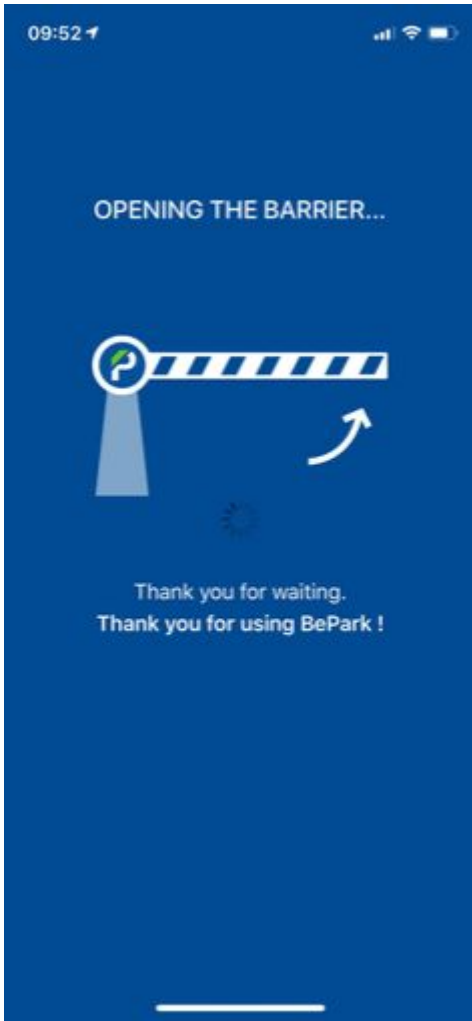 09:52
OPENING THE BARRIER...
Thank you for waiting.
Thank you for using BePark !